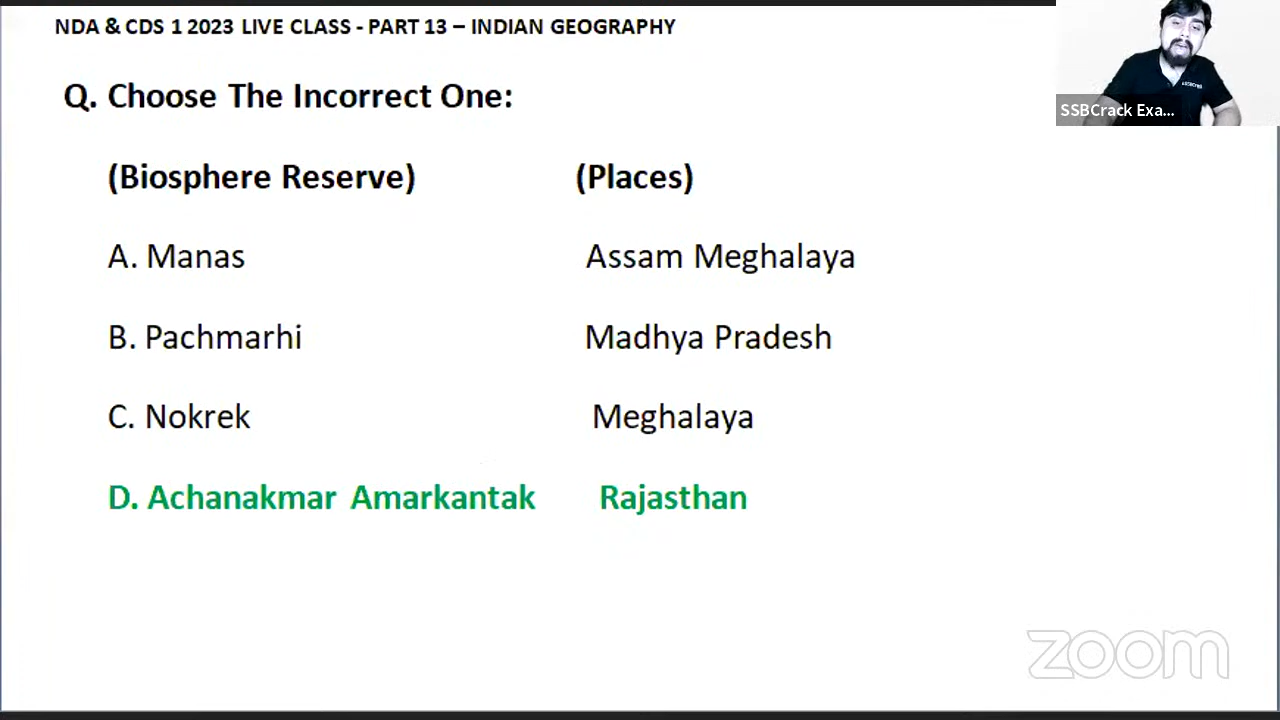 NDA & CDS 1 2023 LIVE CLASS - PART 13 – INDIAN GEOGRAPHY
SSBCrack Exa...
Q. Choose The Incorrect One:
(Biosphere Reserve) (Places)
A. Manas Assam Meghalaya
B. Pachmarhi Madhya Pradesh
C. Nokrek Meghalaya
D. Achanakmar Amarkantak Rajasthan
zoom